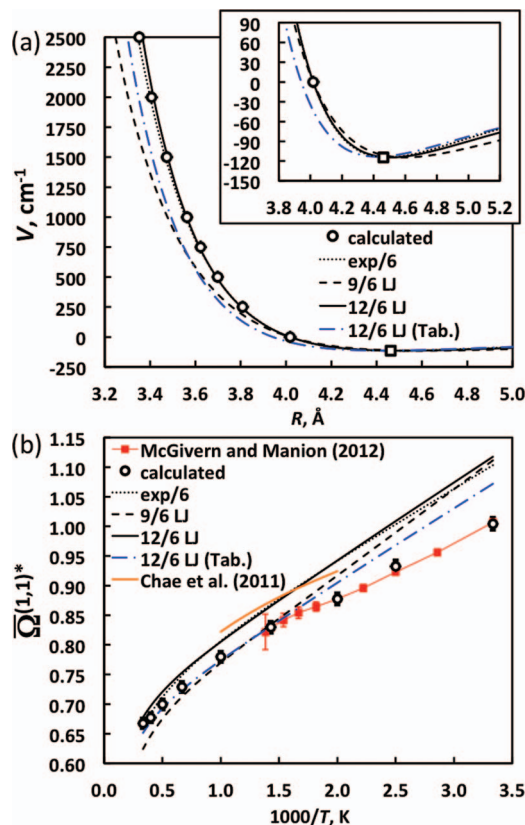 (a)
2500
2250
2000
1750
1500
1250
1000
750
500
250
0
-250
V, cm⁻¹
3.2 3.4 3.6 3.8 4.0 4.2 4.4 4.6 4.8 5.0
R, Å
90
60
30
0
-30
-60
-90
-120
-150
3.8 4.0 4.2 4.4 4.6 4.8 5.0 5.2
calculated
exp/6
9/6 LJ
12/6 LJ
12/6 LJ (Tab.)
(b)
1.15
1.10
1.05
1.00
0.95
0.90
0.85
0.80
0.75
0.70
0.65
0.60
Ω̅⁽¹,¹⁾*
McGivern and Manion (2012)
calculated
exp/6
9/6 LJ
12/6 LJ
12/6 LJ (Tab.)
Chae et al. (2011)
0.0 0.5 1.0 1.5 2.0 2.5 3.0 3.5
1000/T, K